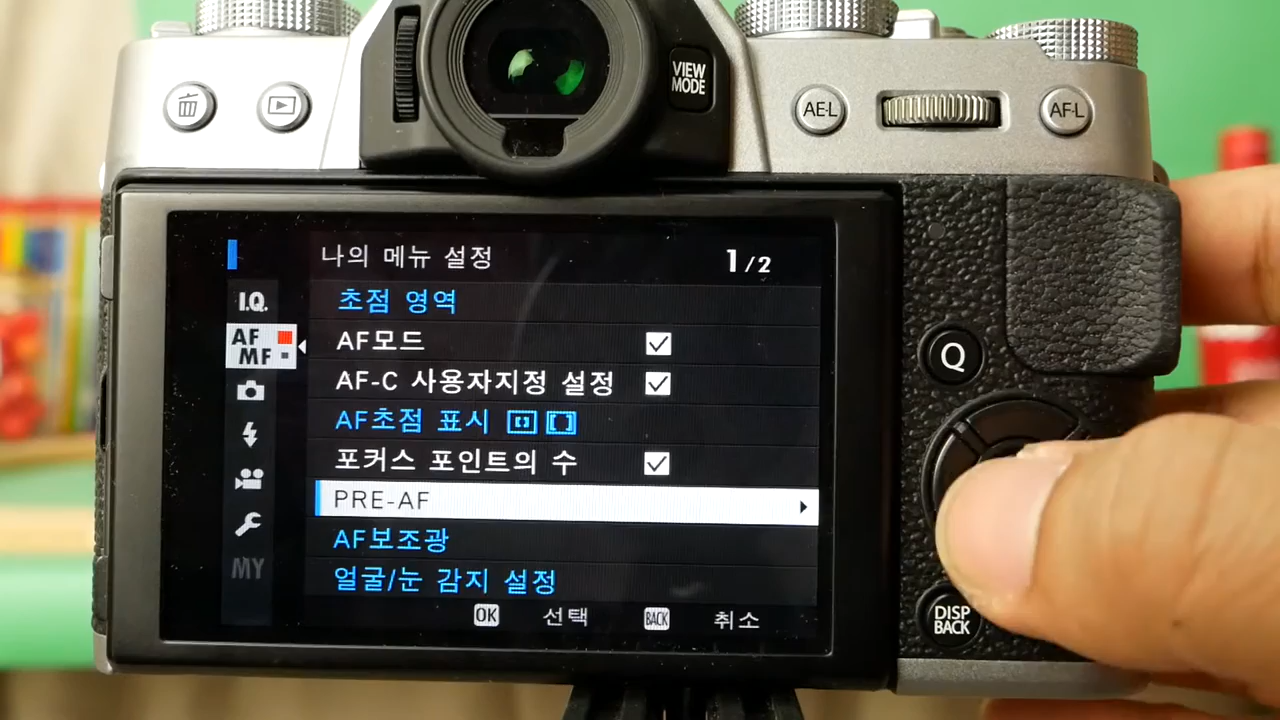 VIEW
MODE
AE-L
AF-L
나의 메뉴 설정 1/2
I.Q.
초점 영역
AF
MF
AF모드
AF-C 사용자지정 설정
AF초점 표시
포커스 포인트의 수
PRE-AF
AF보조광
MY
얼굴/눈 감지 설정
OK 선택 BACK 취소
Q
DISP
BACK